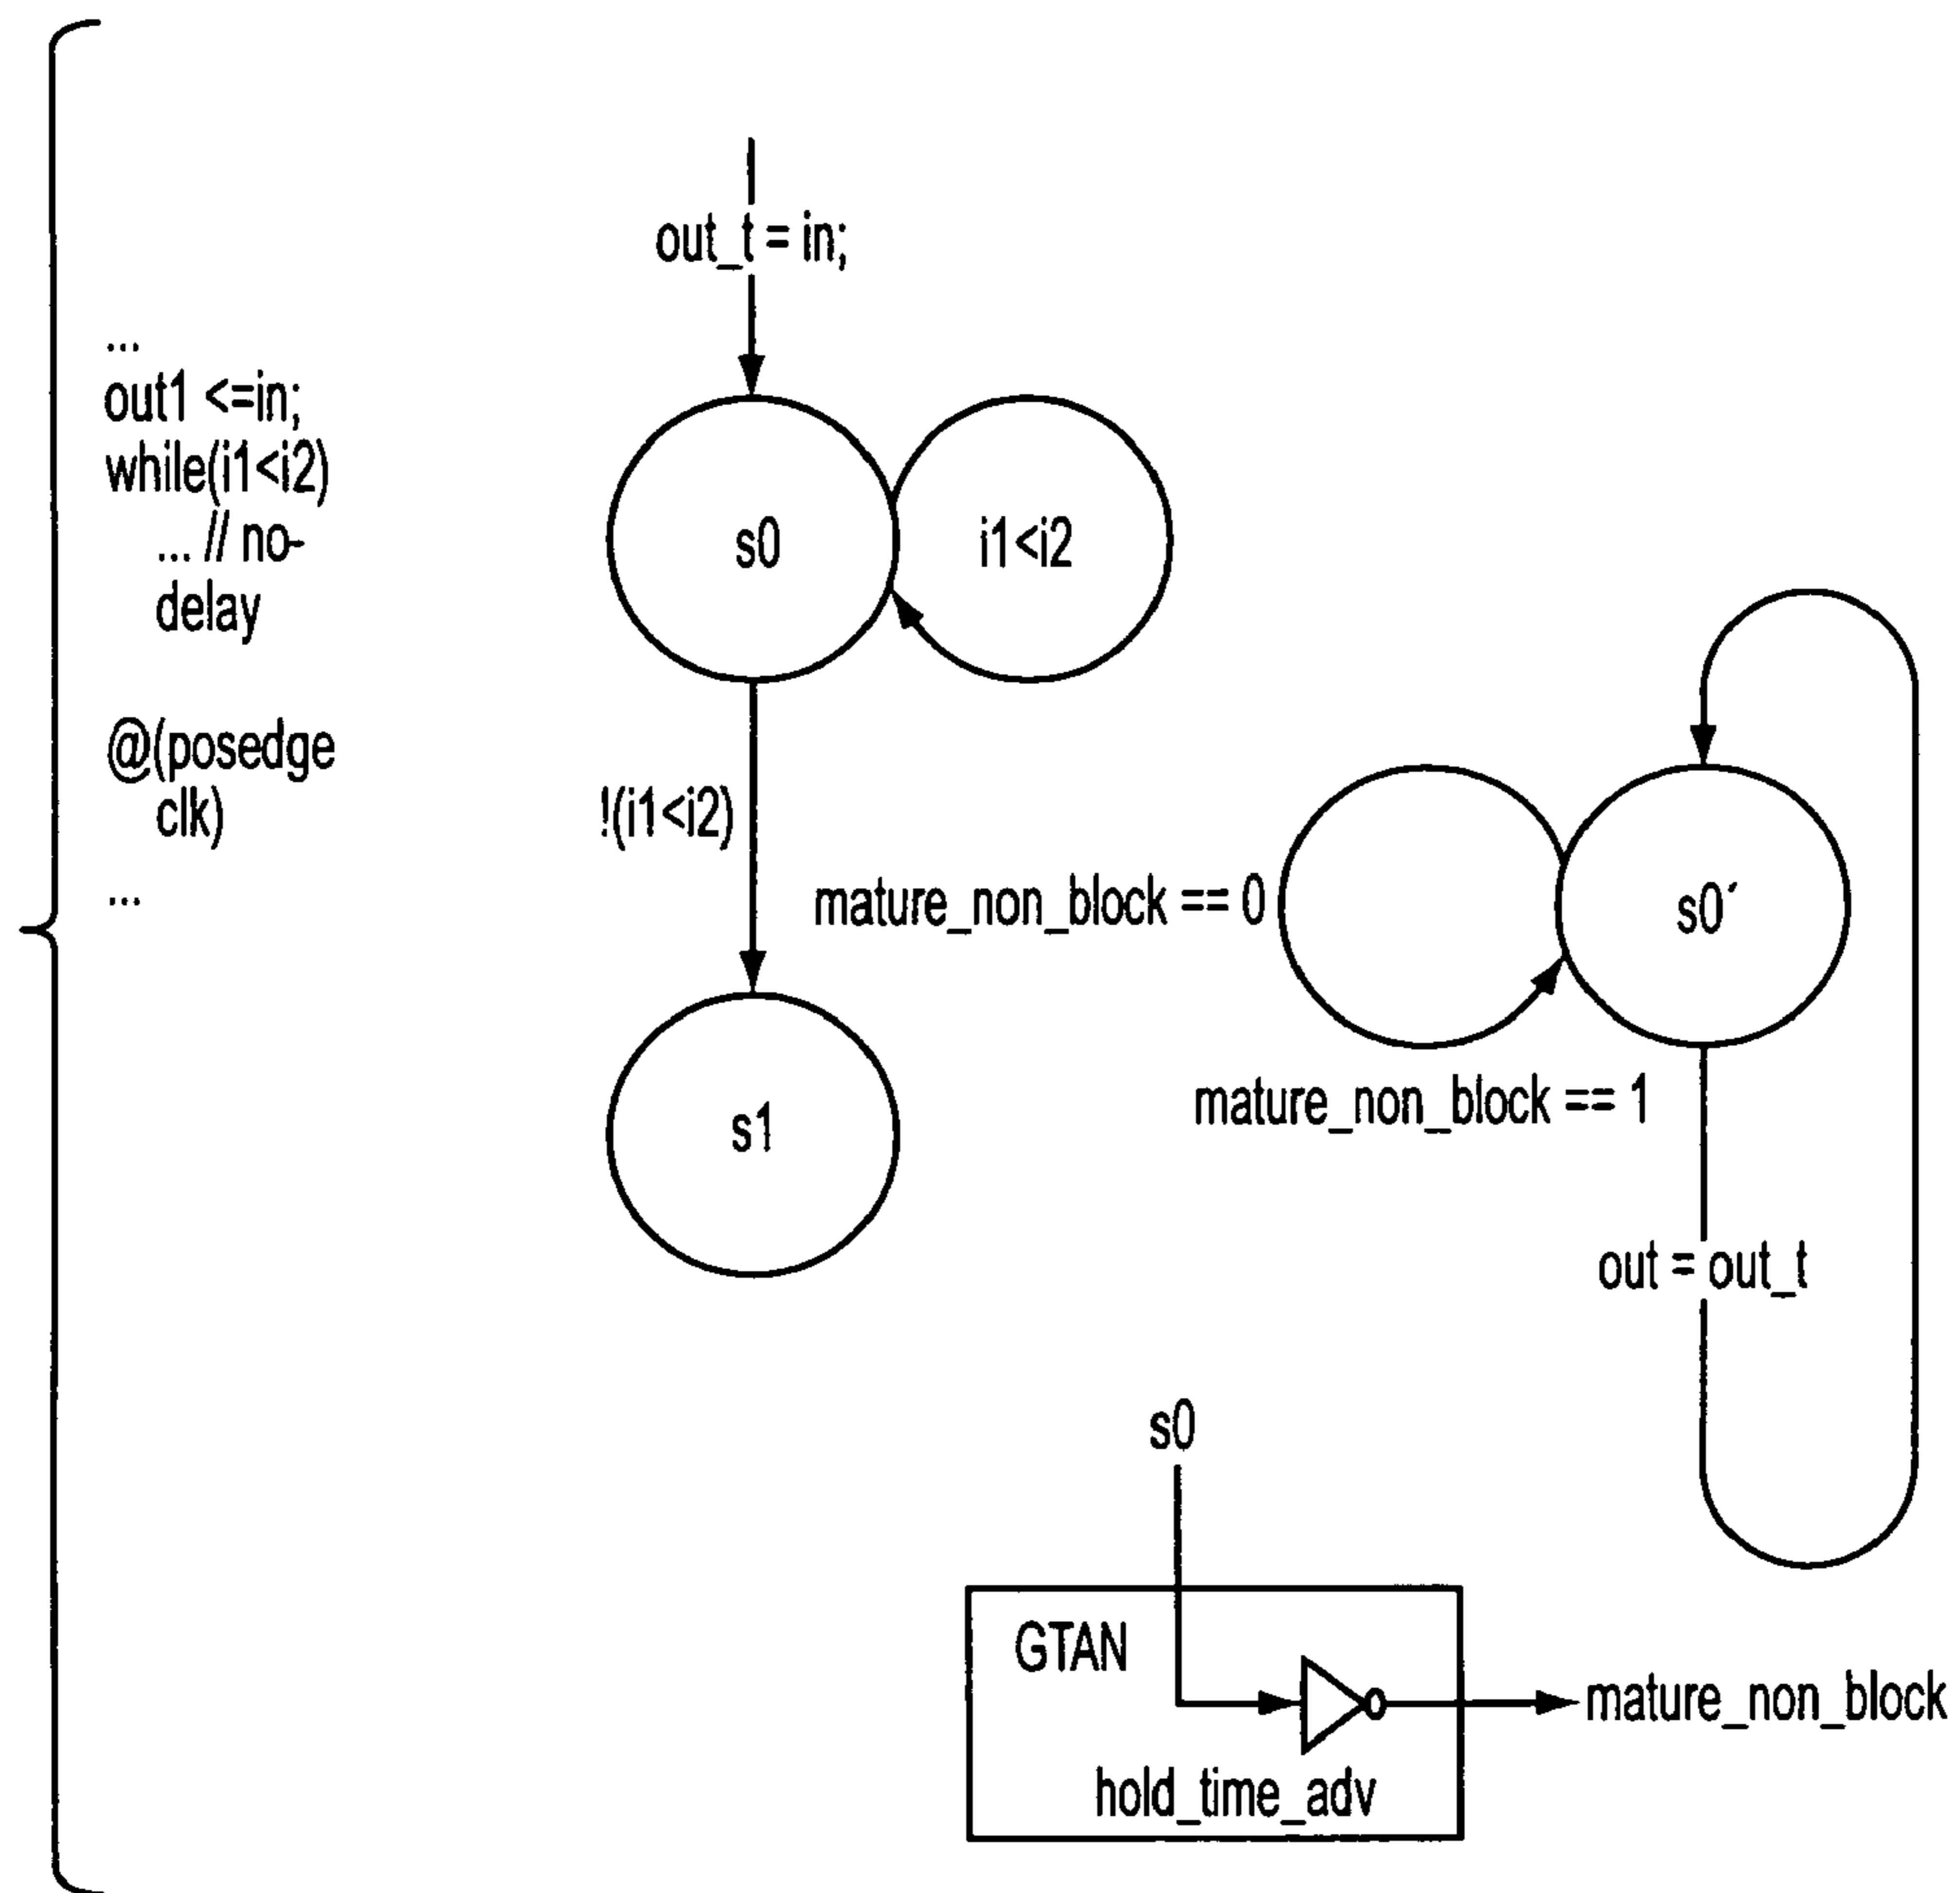 ...
out1 <=in;
while(i1<i2)
... // no-
delay
@(posedge
clk)
...
out_t = in;
s0
i1<i2
!(i1<i2)
s1
mature_non_block == 0
s0´
mature_non_block == 1
out = out_t
s0
GTAN
mature_non_block
hold_time_adv